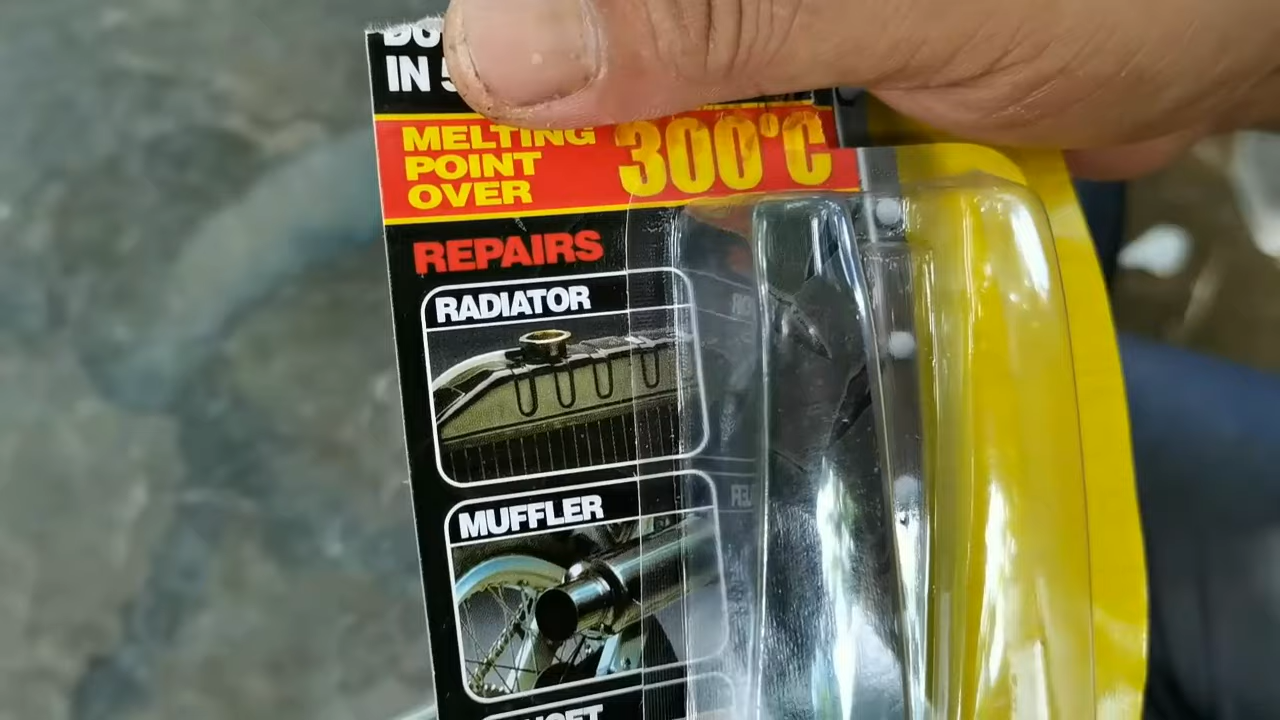 IN
MELTING
POINT
OVER
300°C
REPAIRS
RADIATOR
MUFFLER